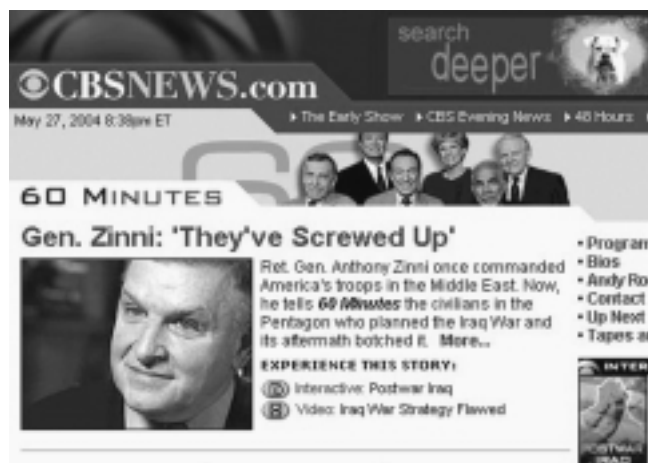 search
deeper
CBSNEWS.com
May 27, 2004 8:38pm ET
The Early Show CBS Evening News 48 Hours
60
60 MINUTES
Gen. Zinni: 'They've Screwed Up'
Ret. Gen. Anthony Zinni once commanded
America's troops in the Middle East. Now,
he tells 60 Minutes the civilians in the
Pentagon who planned the Iraq War and
its aftermath botched it. More...
EXPERIENCE THIS STORY:
Interactive: Postwar Iraq
Video: Iraq War Strategy Flawed
• Program
• Bios
• Andy Ro
• Contact
• Up Next
• Tapes a
INTER
POSTWAR
IRAQ